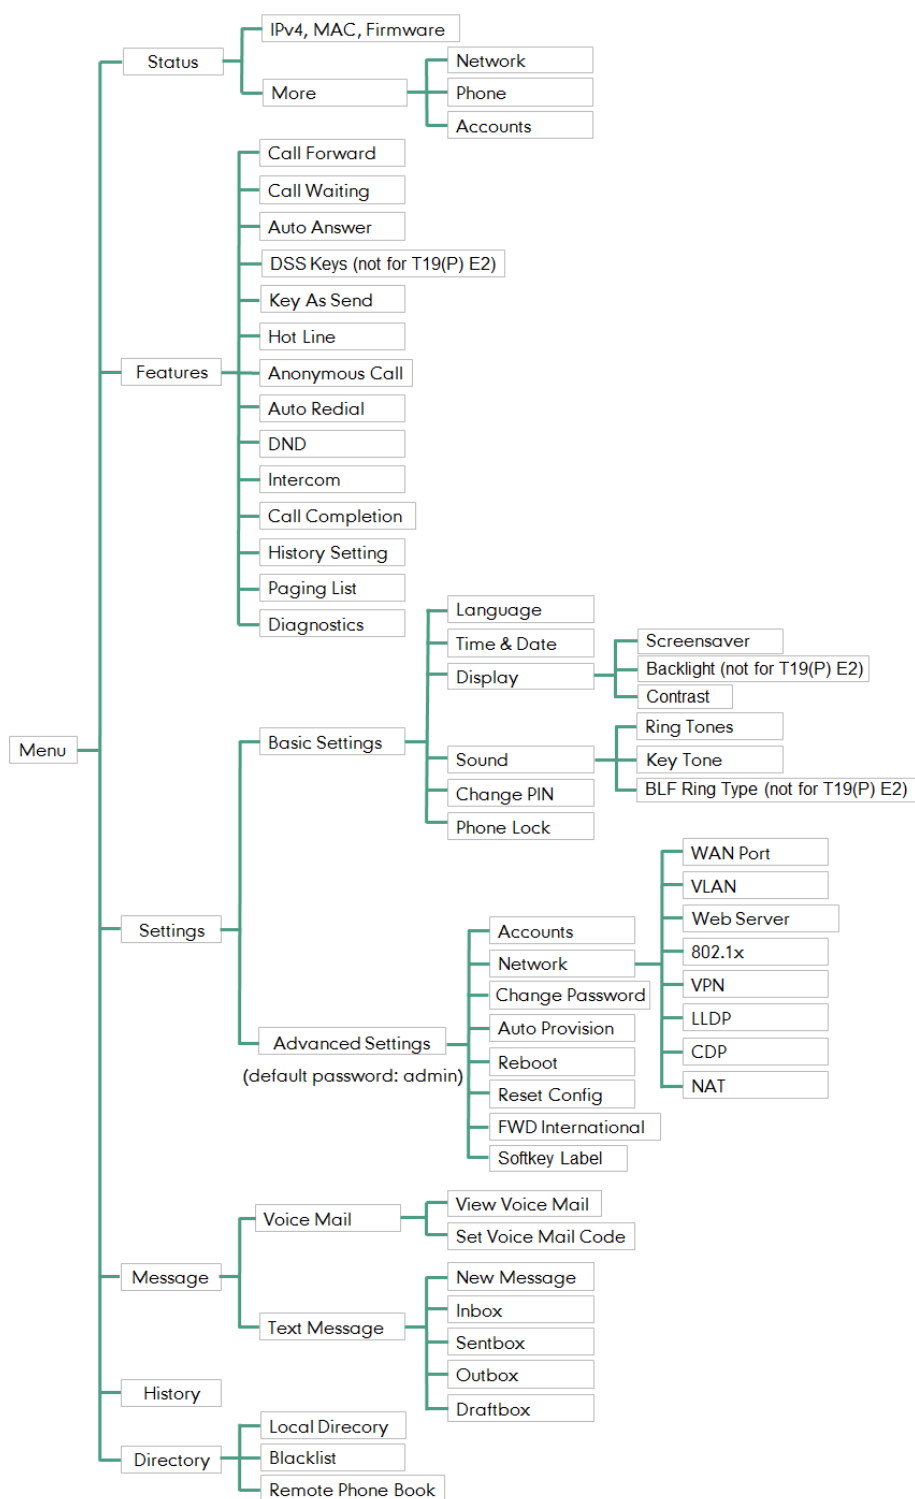 IPv4, MAC, Firmware
Status
Network
More
Phone
Accounts
Call Forward
Call Waiting
Auto Answer
DSS Keys (not for T19(P) E2)
Key As Send
Hot Line
Features
Anonymous Call
Auto Redial
DND
Intercom
Call Completion
History Setting
Paging List
Diagnostics
Language
Time & Date
Display
Screensaver
Backlight (not for T19(P) E2)
Contrast
Menu
Basic Settings
Sound
Ring Tones
Key Tone
BLF Ring Type (not for T19(P) E2)
Change PIN
Phone Lock
WAN Port
VLAN
Web Server
802.1x
VPN
LLDP
CDP
NAT
Settings
Accounts
Network
Change Password
Auto Provision
Advanced Settings
(default password: admin)
Reboot
Reset Config
FWD International
Softkey Label
Voice Mail
View Voice Mail
Set Voice Mail Code
Message
New Message
Inbox
Text Message
Sentbox
Outbox
Draftbox
History
Local Direcory
Directory
Blacklist
Remote Phone Book